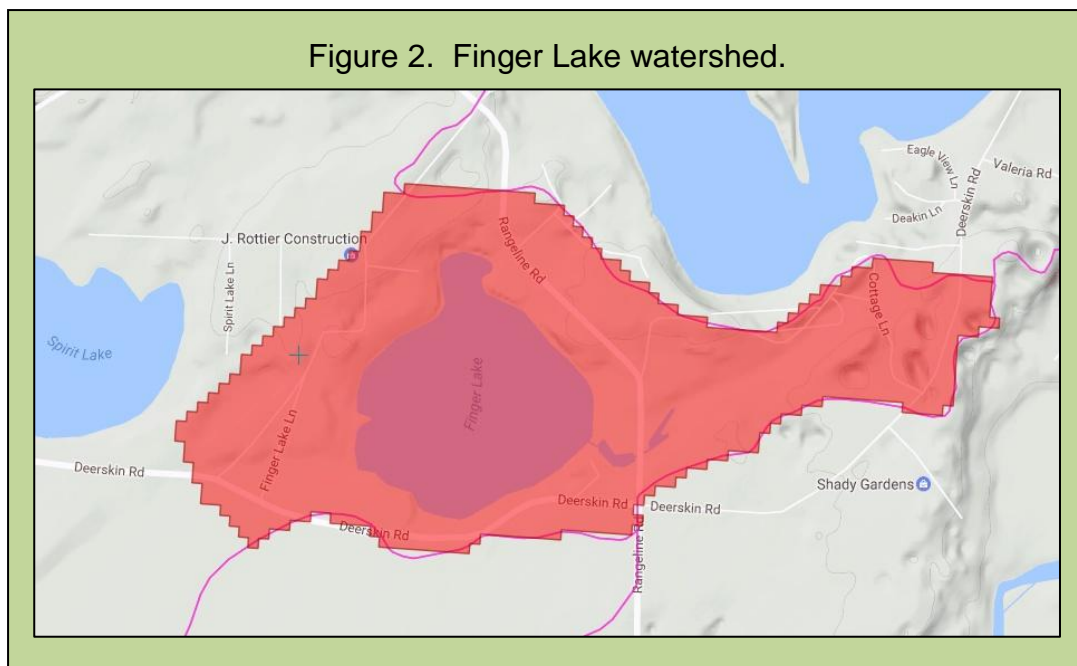 Figure 2. Finger Lake watershed.
Eagle View Ln
Valeria Rd
Deakin Ln
Deerskin Rd
Rangeline Rd
J. Rottier Construction
Spirit Lake Ln
Cottage Ln
Spirit Lake
Finger Lake
Finger Lake Ln
Deerskin Rd
Shady Gardens
Deerskin Rd
Deerskin Rd
Deerskin Rd
Rangeline Rd